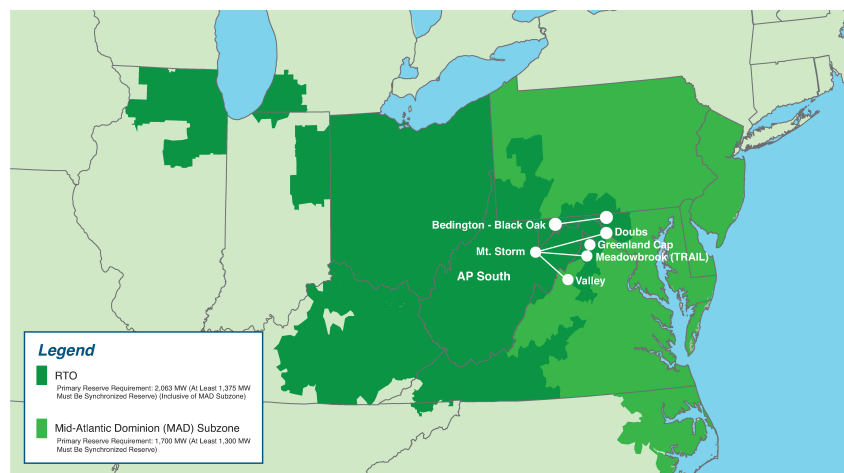 Bedington - Black Oak
Doubs
Greenland Cap
Mt. Storm
Meadowbrook (TRAIL)
AP South
Valley
Legend
RTO
Primary Reserve Requirement: 2,063 MW (At Least 1,375 MW
Must Be Synchronized Reserve) (Inclusive of MAD Subzone)
Mid-Atlantic Dominion (MAD) Subzone
Primary Reserve Requirement: 1,700 MW (At Least 1,300 MW
Must Be Synchronized Reserve)